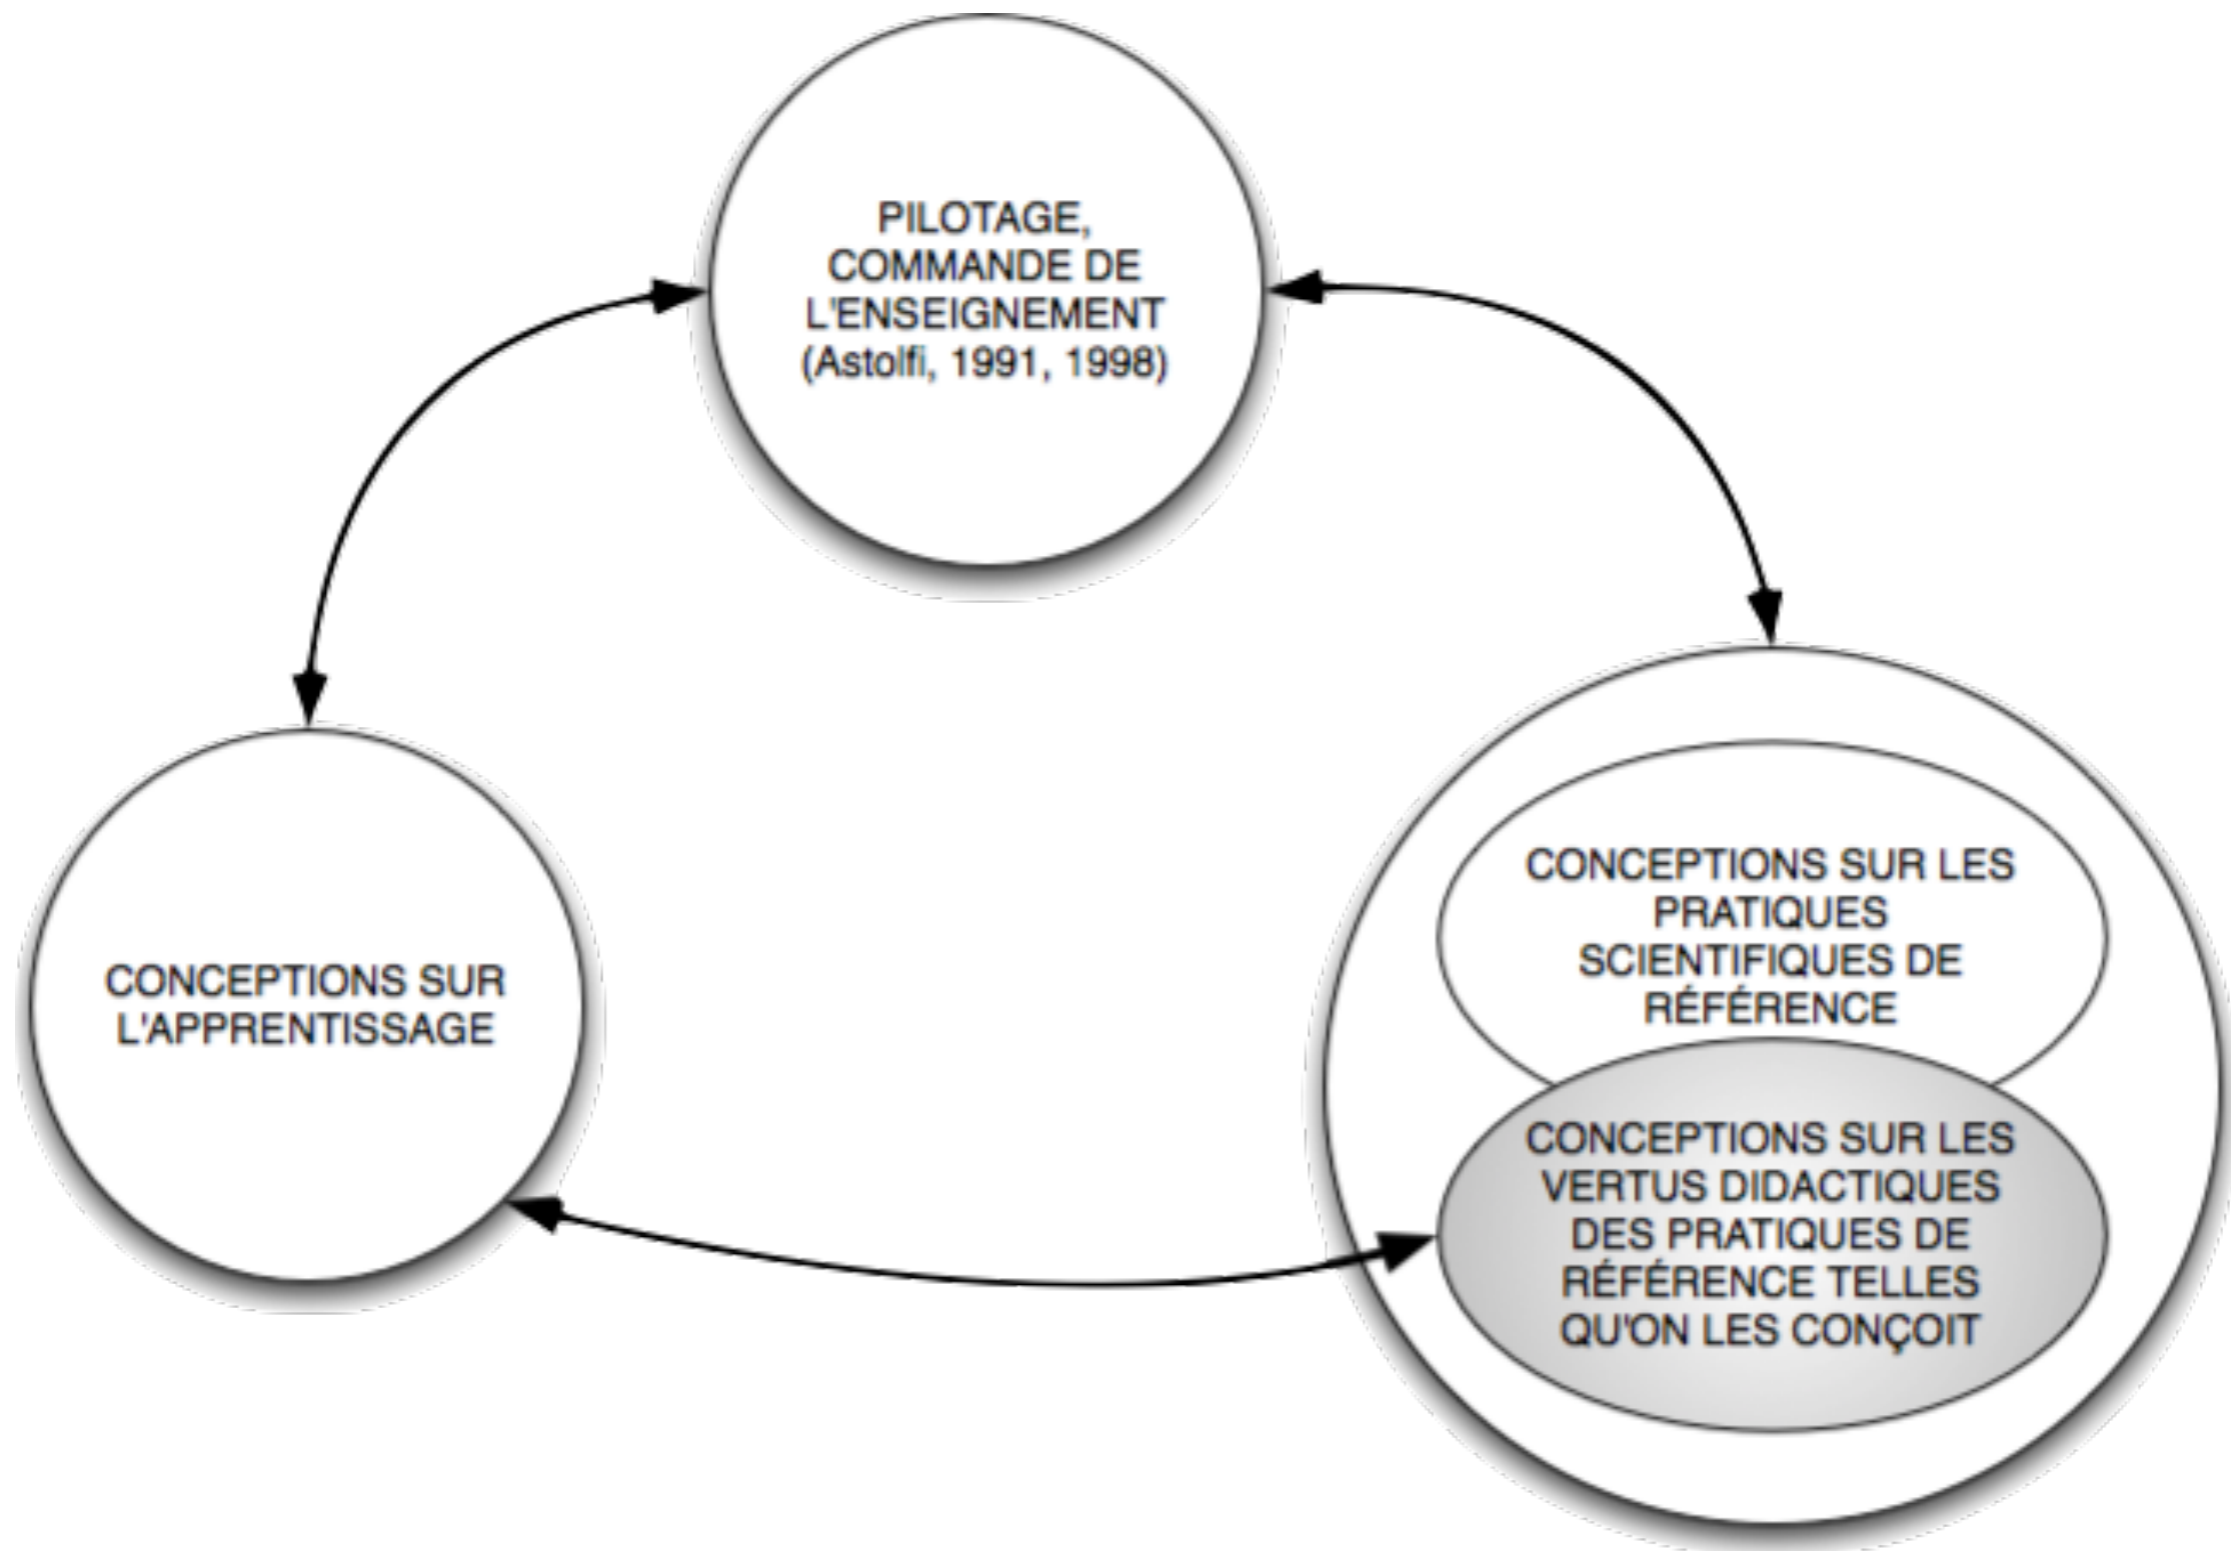 PILOTAGE,
COMMANDE DE
L'ENSEIGNEMENT
(Astolfi, 1991, 1998)
CONCEPTIONS SUR
L'APPRENTISSAGE
CONCEPTIONS SUR LES
PRATIQUES
SCIENTIFIQUES DE
RÉFÉRENCE
CONCEPTIONS SUR LES
VERTUS DIDACTIQUES
DES PRATIQUES DE
RÉFÉRENCE TELLES
QU'ON LES CONÇOIT